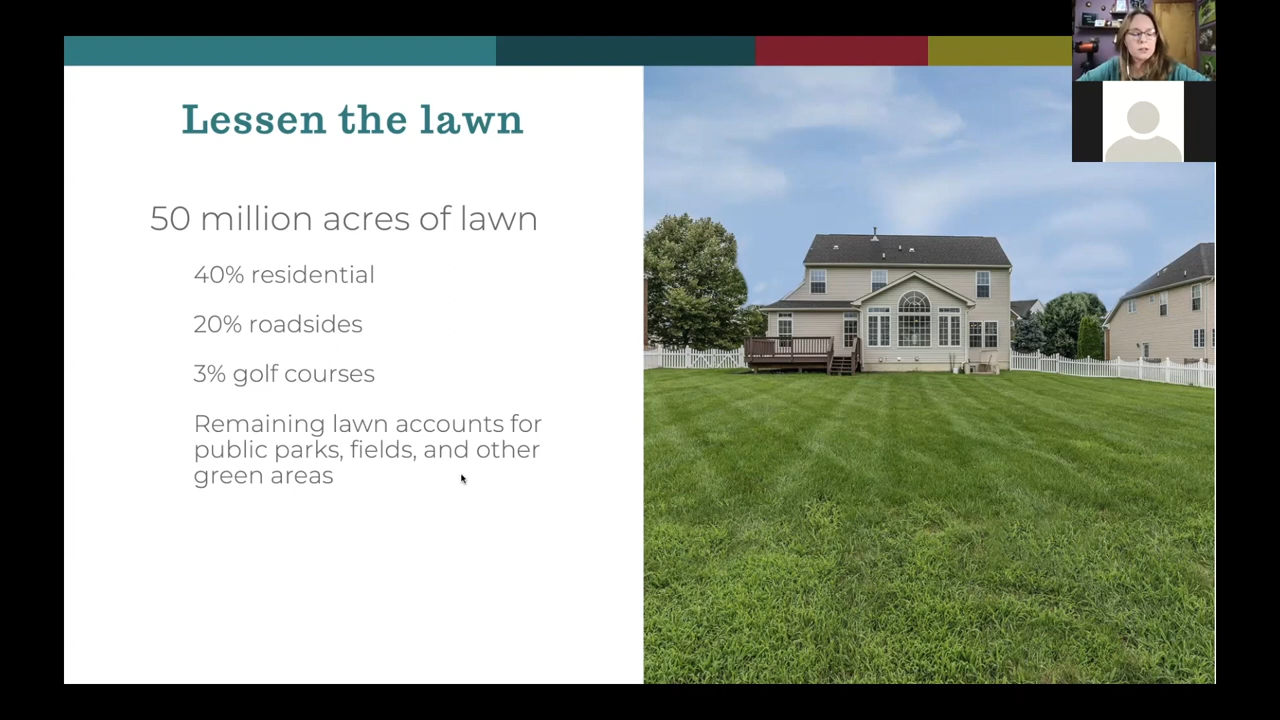 Lessen the lawn
50 million acres of lawn
40% residential
20% roadsides
3% golf courses
Remaining lawn accounts for
public parks, fields, and other
green areas